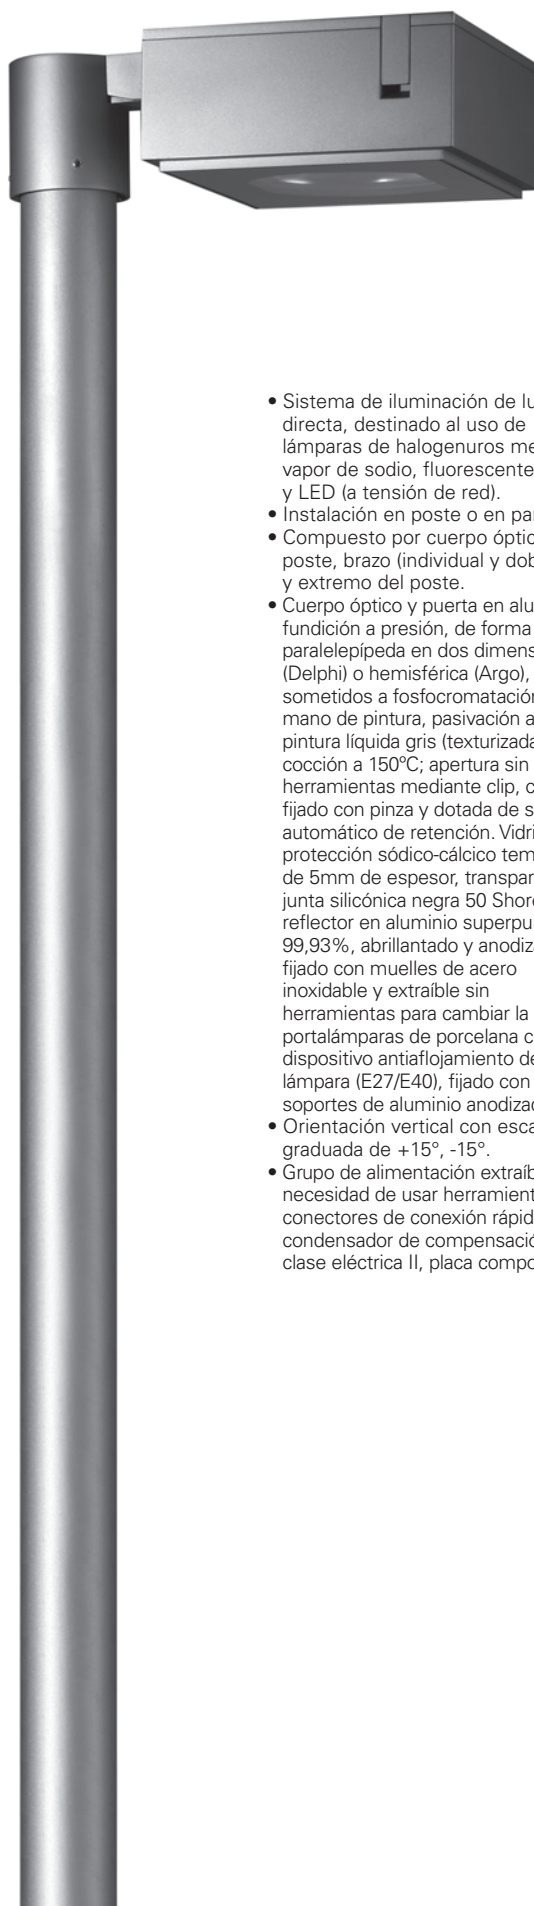 • Sistema de iluminación de lu
directa, destinado al uso de
lámparas de halogenuros me
vapor de sodio, fluorescente
y LED (a tensión de red).
• Instalación en poste o en par
• Compuesto por cuerpo óptic
poste, brazo (individual y dob
y extremo del poste.
• Cuerpo óptico y puerta en alu
fundición a presión, de forma
paralelepípeda en dos dimens
(Delphi) o hemisférica (Argo),
sometidos a fosfocromatación
mano de pintura, pasivación a
pintura líquida gris (texturizada
cocción a 150°C; apertura sin
herramientas mediante clip, c
fijado con pinza y dotada de s
automático de retención. Vidri
protección sódico-cálcico tem
de 5mm de espesor, transpar
junta silicónica negra 50 Shore
reflector en aluminio superpu
99,93%, abrillantado y anodiza
fijado con muelles de acero
inoxidable y extraíble sin
herramientas para cambiar la
portalámparas de porcelana c
dispositivo antiaflojamiento de
lámpara (E27/E40), fijado con
soportes de aluminio anodizad
• Orientación vertical con esca
graduada de +15°, -15°.
• Grupo de alimentación extraíb
necesidad de usar herramient
conectores de conexión rápid
condensador de compensació
clase eléctrica II, placa compo